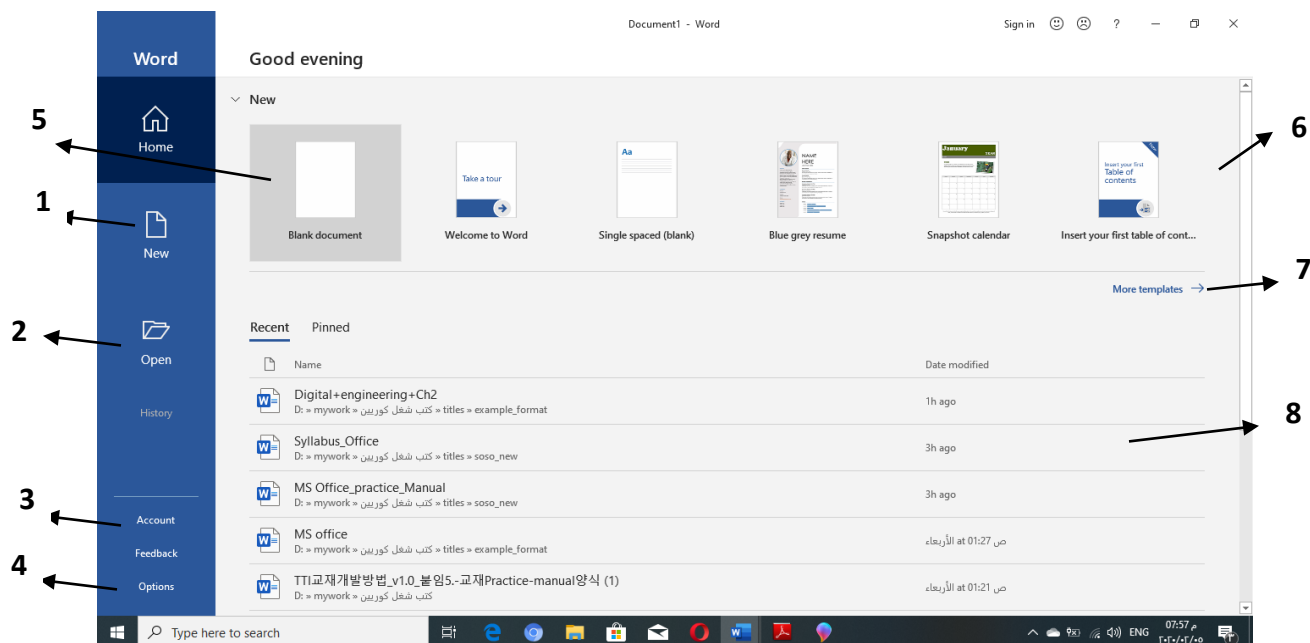 Document1 - Word
Sign in
?
Word
Good evening
5
Home
New
6
Aa
January
NAME HERE
Take a tour
Insert your first
Table of
contents
1
New
Blank document
Welcome to Word
Single spaced (blank)
Blue grey resume
Snapshot calendar
Insert your first table of cont...
More templates
7
2
Open
Recent
Pinned
Name
Date modified
History
Digital+engineering+Ch2
D: » mywork » كتب شغل كوريين » titles » example_format
1h ago
8
Syllabus_Office
D: » mywork » كتب شغل كوريين » titles » soso_new
3h ago
MS Office_practice_Manual
D: » mywork » كتب شغل كوريين » titles » soso_new
3h ago
3
Account
MS office
D: » mywork » كتب شغل كوريين » titles » example_format
الأربعاء at 01:27 ص
Feedback
4
Options
TTI교재개발방법_v1.0_붙임5.-교재Practice-manual양식 (1)
D: » mywork » كتب شغل كوريين
الأربعاء at 01:21 ص
Type here to search
ENG
07:57 م
٢٠٢٠/٠٢/٠٥